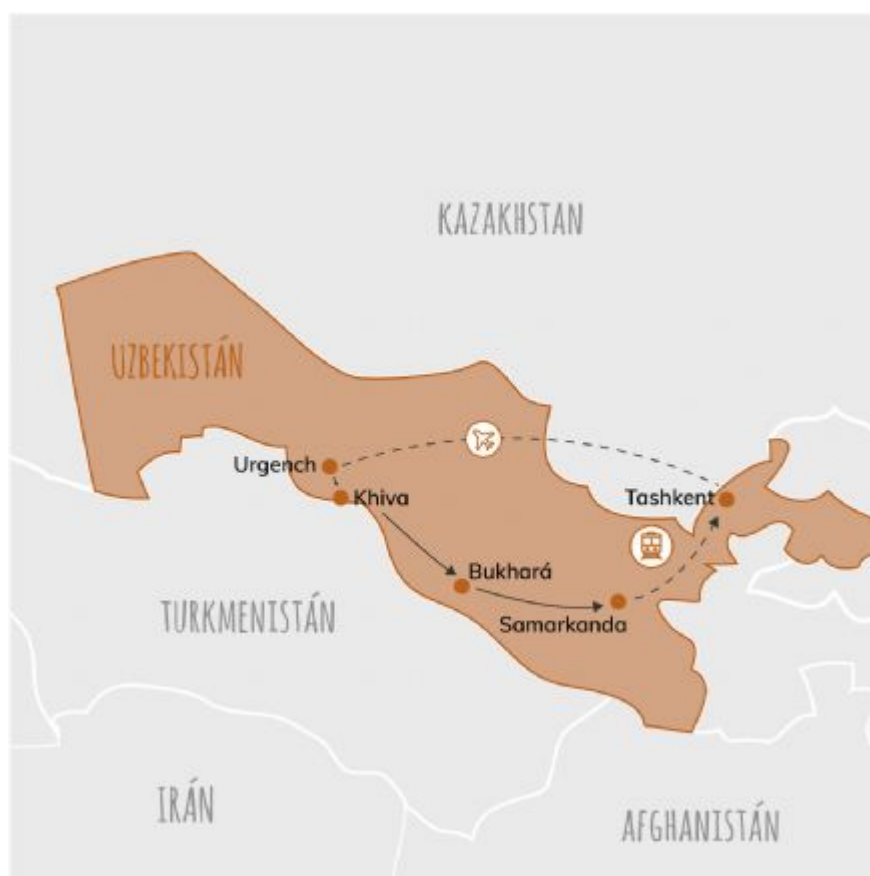 KAZAKHSTAN
UZBEKISTÁN
Urgench
Khiva
Tashkent
Bukhará
Samarkanda
TURKMENISTÁN
IRÁN
AFGHANISTÁN